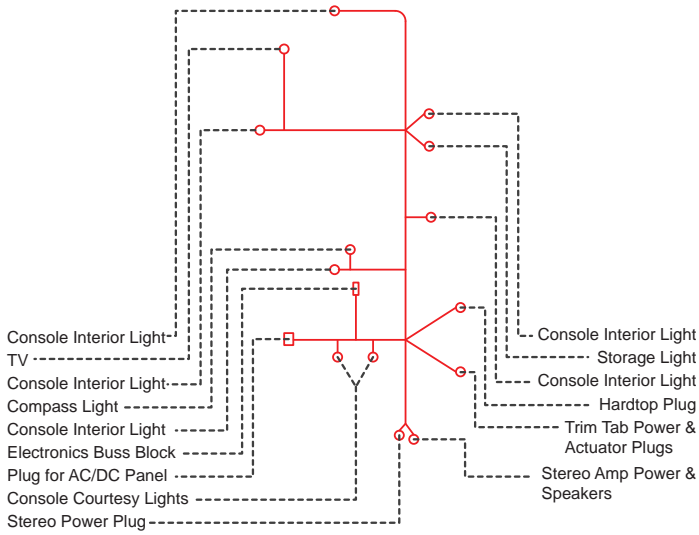 Console Interior Light
TV
Console Interior Light
Compass Light
Console Interior Light
Electronics Buss Block
Plug for AC/DC Panel
Console Courtesy Lights
Stereo Power Plug
Console Interior Light
Storage Light
Console Interior Light
Hardtop Plug
Trim Tab Power &
Actuator Plugs
Stereo Amp Power &
Speakers